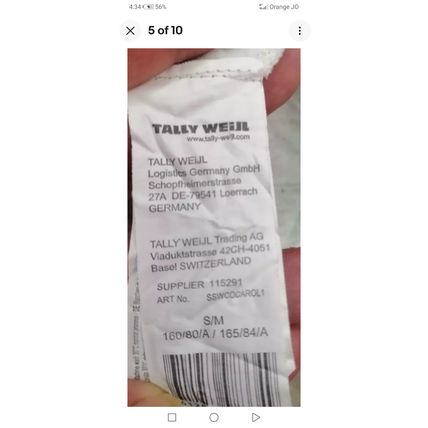 4:34 56% Orange JO
5 of 10
TALLY WEiJL
www.tally-weijl.com
TALLY WEIJL
Logistics Germany GmbH
Schopfheimerstrasse
27A DE-79541 Loerrach
GERMANY
TALLY WEIJL Trading AG
Viaduktstrasse 42CH-4051
Basel SWITZERLAND
SUPPLIER 115291
ART No. SSWCOCAROL1
S/M
160/80/A / 165/84/A